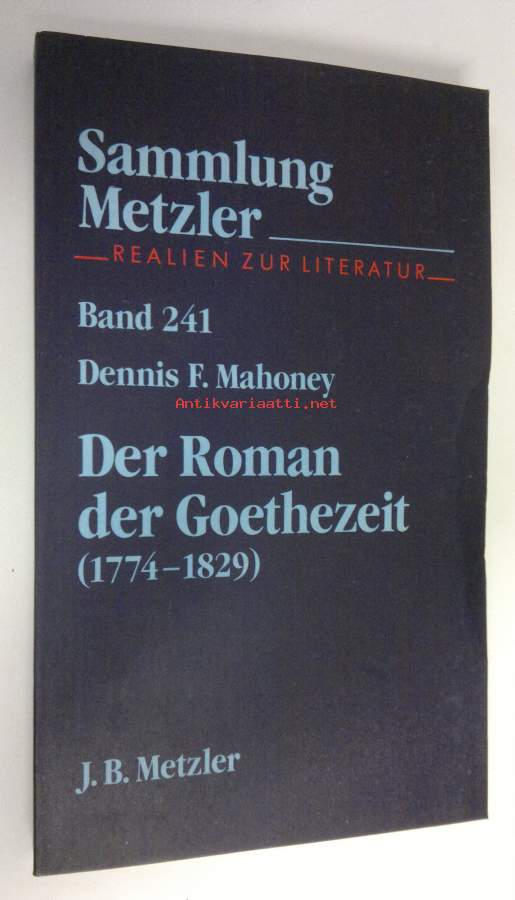 Sammlung
Metzler
REALIEN ZUR LITERATUR
Band 241
Dennis F. Mahoney
Antikvariaatti.net
Der Roman
der Goethezeit
(1774–1829)
J. B. Metzler